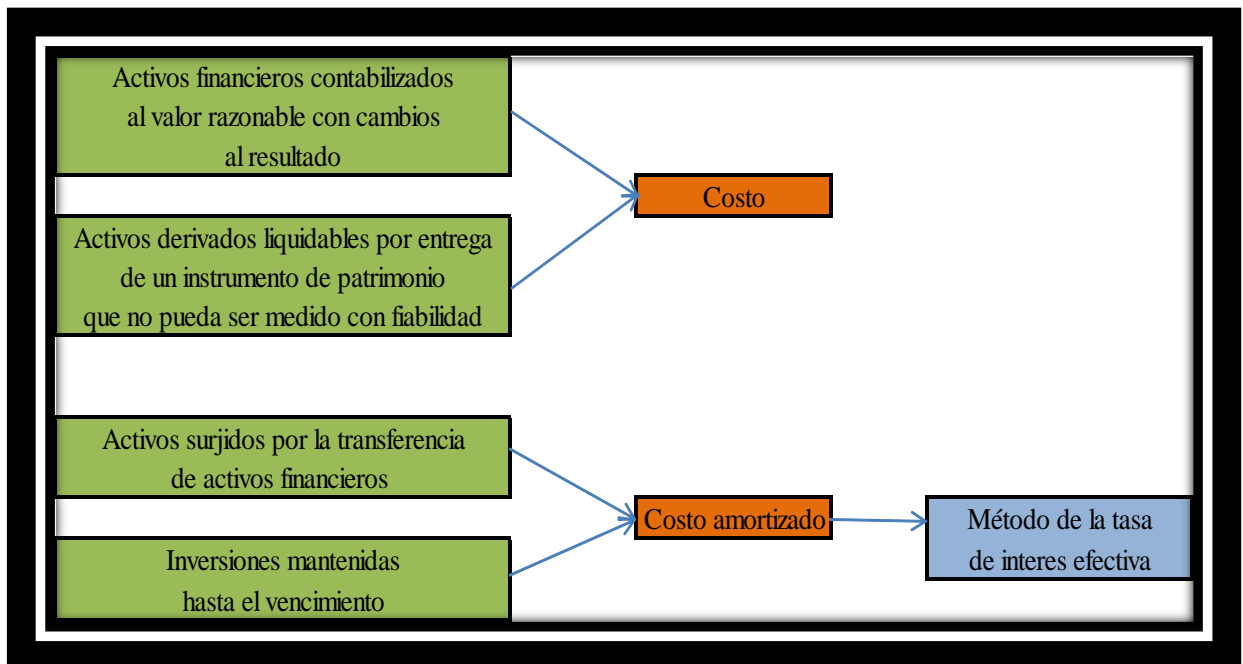 Activos financieros contabilizados
al valor razonable con cambios
al resultado
Costo
Activos derivados liquidables por entrega
de un instrumento de patrimonio
que no pueda ser medido con fiabilidad
Activos surjidos por la transferencia
de activos financieros
Costo amortizado
Método de la tasa
de interes efectiva
Inversiones mantenidas
hasta el vencimiento